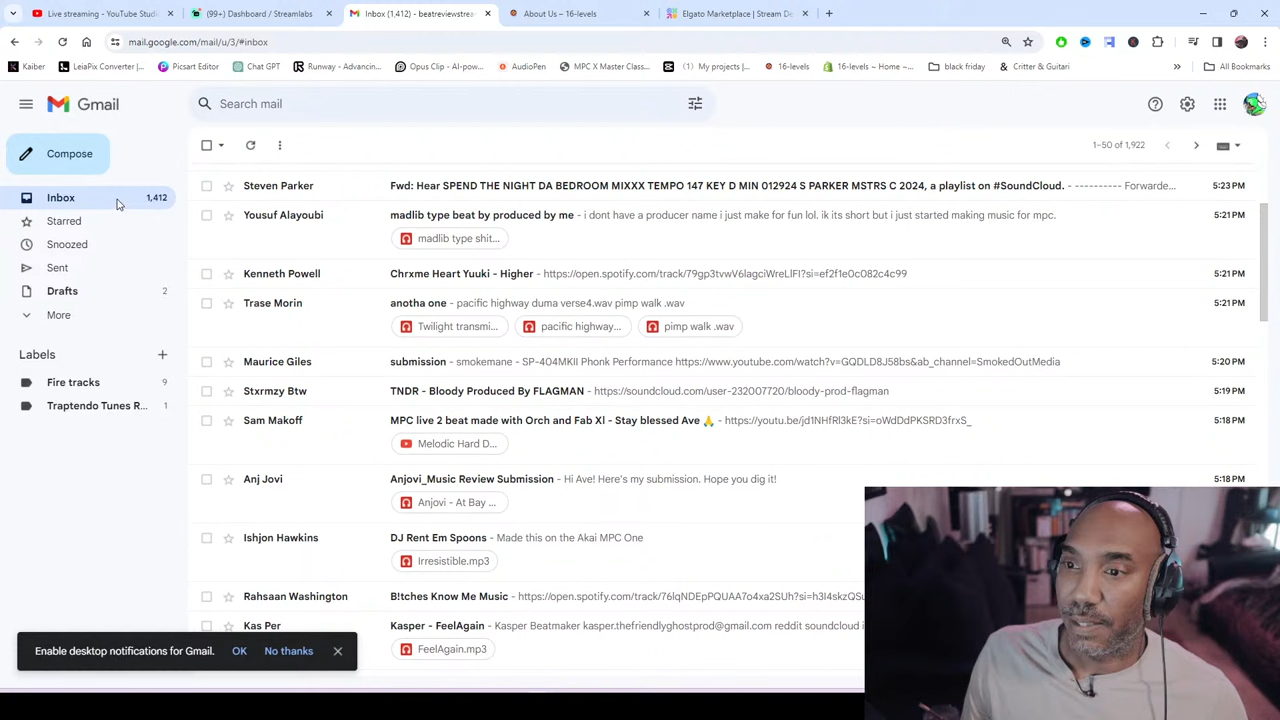 Live streaming - YouTube Studi
(99+) Dashboard / Streamlabs
Inbox (1,412) - beatreviewstrea
About Us – 16-levels
Elgato Marketplace | Stream De
mail.google.com/mail/u/3/#inbox
Kaiber
LeiaPix Converter |...
Picsart Editor
Chat GPT
Runway - Advancin...
Opus Clip - AI-pow...
AudioPen
MPC X Master Class...
(1) My projects |...
16-levels
16-levels ~ Home ~...
black friday
Critter & Guitari
All Bookmarks
Gmail
Search mail
Compose
1–50 of 1,922
Inbox 1,412
Starred
Snoozed
Sent
Drafts 2
More
Labels
Fire tracks 9
Traptendo Tunes R... 1
Steven Parker Fwd: Hear SPEND THE NIGHT DA BEDROOM MIXXX TEMPO 147 KEY D MIN 012924 S PARKER MSTRS C 2024, a playlist on #SoundCloud. - ---------- Forwarde... 5:23 PM
Yousuf Alayoubi madlib type beat by produced by me - i dont have a producer name i just make for fun lol. ik its short but i just started making music for mpc. 5:21 PM
madlib type shit...
Kenneth Powell Chrxme Heart Yuuki - Higher - https://open.spotify.com/track/79gp3tvwV6lagciWreLlFI?si=ef2f1e0c082c4c99 5:21 PM
Trase Morin anotha one - pacific highway duma verse4.wav pimp walk .wav 5:21 PM
Twilight transmi... pacific highway... pimp walk .wav
Maurice Giles submission - smokemane - SP-404MKII Phonk Performance https://www.youtube.com/watch?v=GQDLD8J58bs&ab_channel=SmokedOutMedia 5:20 PM
Stxrmzy Btw TNDR - Bloody Produced By FLAGMAN - https://soundcloud.com/user-232007720/bloody-prod-flagman 5:19 PM
Sam Makoff MPC live 2 beat made with Orch and Fab Xl - Stay blessed Ave 🙏 - https://youtu.be/jd1NHfRl3kE?si=oWdDdPKSRD3frxS_ 5:18 PM
Melodic Hard D...
Anj Jovi Anjovi_Music Review Submission - Hi Ave! Here's my submission. Hope you dig it! 5:18 PM
Anjovi - At Bay ...
Ishjon Hawkins DJ Rent Em Spoons - Made this on the Akai MPC One
Irresistible.mp3
Rahsaan Washington B!tches Know Me Music - https://open.spotify.com/track/76lqNDEpPQUAA7o4xa2SUh?si=h3I4skzQSu
Kas Per Kasper - FeelAgain - Kasper Beatmaker kasper.thefriendlyghostprod@gmail.com reddit soundcloud i
FeelAgain.mp3
Enable desktop notifications for Gmail. OK No thanks